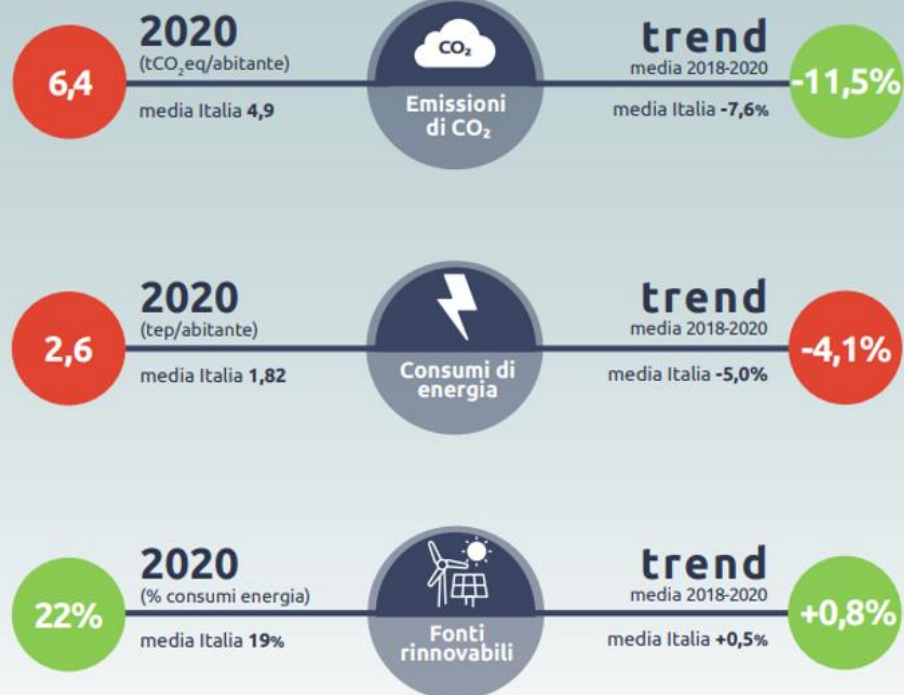 2020
(tCO₂eq/abitante)
6,4
media Italia 4,9
CO₂
Emissioni
di CO₂
trend
media 2018-2020
-11,5%
media Italia -7,6%
2020
(tep/abitante)
2,6
media Italia 1,82
Consumi di
energia
trend
media 2018-2020
-4,1%
media Italia -5,0%
2020
(% consumi energia)
22%
media Italia 19%
Fonti
rinnovabili
trend
media 2018-2020
+0,8%
media Italia +0,5%